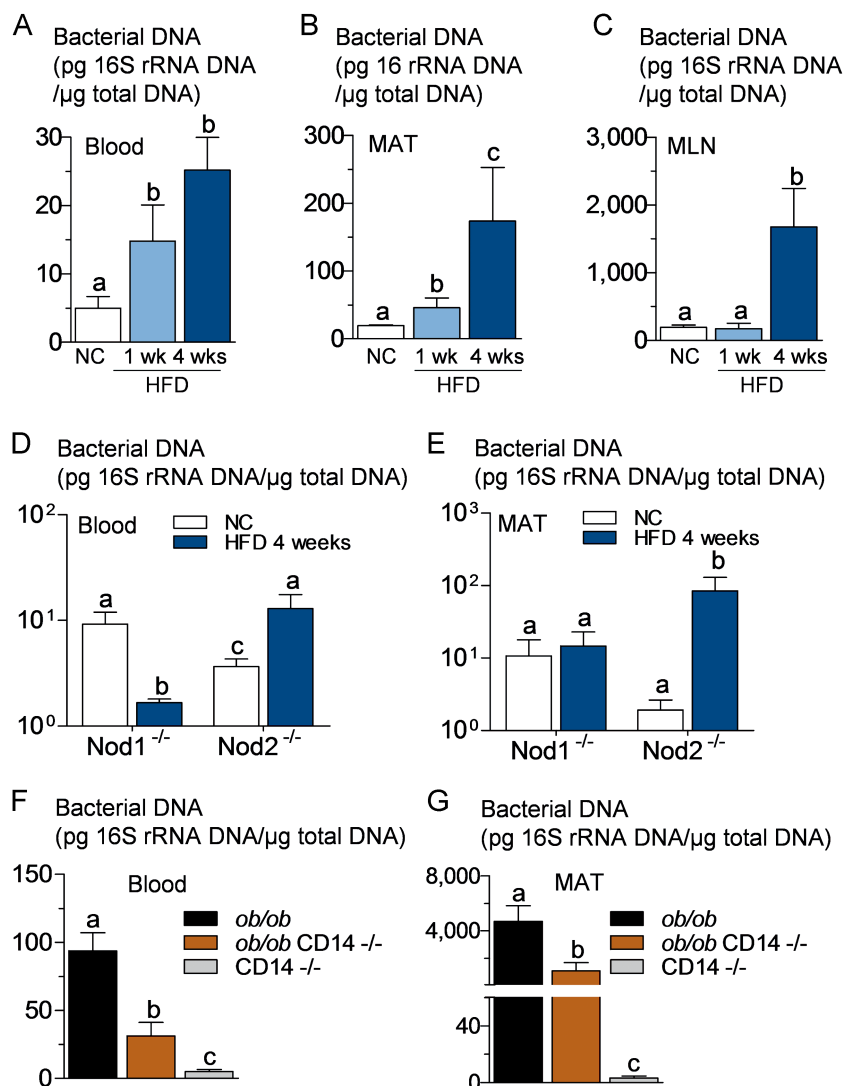 A
Bacterial DNA
(pg 16S rRNA DNA
/µg total DNA)
30
20
10
0
Blood
a
b
b
NC
1 wk
4 wks
HFD
B
Bacterial DNA
(pg 16 rRNA DNA
/µg total DNA)
300
200
100
0
MAT
a
b
c
NC
1 wk
4 wks
HFD
C
Bacterial DNA
(pg 16S rRNA DNA
/µg total DNA)
3,000
2,000
1,000
0
MLN
a
a
b
NC
1 wk
4 wks
HFD
D
Bacterial DNA
(pg 16S rRNA DNA/µg total DNA)
10²
10¹
10⁰
Blood
NC
HFD 4 weeks
a
b
c
a
Nod1 -/-
Nod2 -/-
E
Bacterial DNA
(pg 16S rRNA DNA/µg total DNA)
10³
10²
10¹
10⁰
MAT
NC
HFD 4 weeks
a
a
a
b
Nod1 -/-
Nod2 -/-
F
Bacterial DNA
(pg 16S rRNA DNA/µg total DNA)
150
100
50
0
Blood
ob/ob
ob/ob CD14 -/-
CD14 -/-
a
b
c
G
Bacterial DNA
(pg 16S rRNA DNA/µg total DNA)
8,000
4,000
40
0
MAT
ob/ob
ob/ob CD14 -/-
CD14 -/-
a
b
c